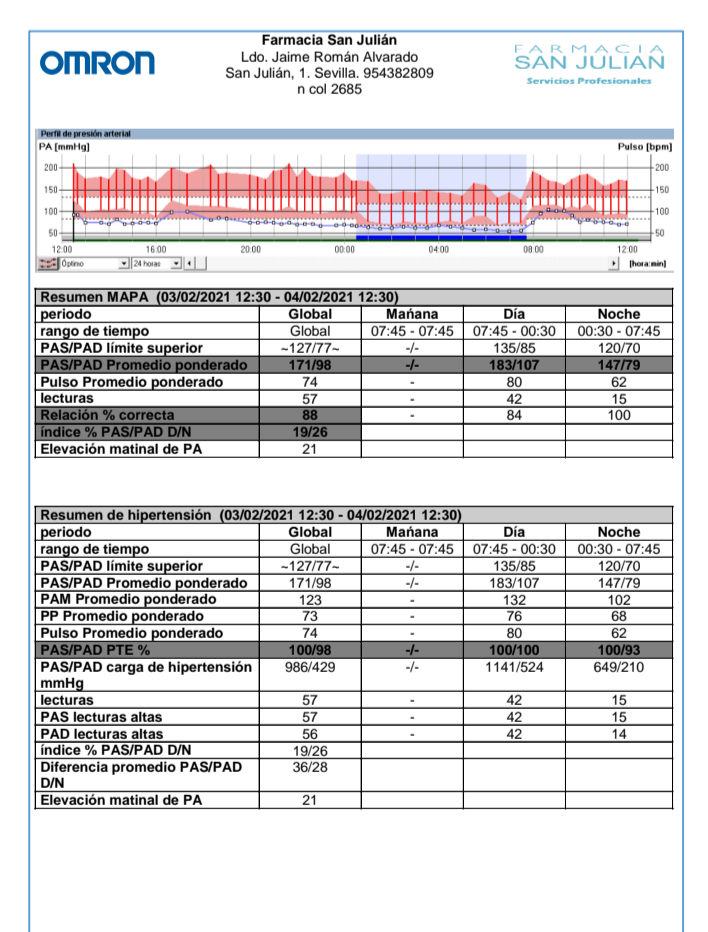 OMRON
Farmacia San Julián
Ldo. Jaime Román Alvarado
San Julián, 1. Sevilla. 954382809
n col 2685
FARMACIA
SAN JULIAN
Servicios Profesionales
Perfil de presión arterial
PA [mmHg] Pulso [bpm]
200 200
150 150
100 100
50 50
12:00 16:00 20:00 00:00 04:00 08:00 12:00
Óptimo 24 horas [hora:min]
Resumen MAPA (03/02/2021 12:30 - 04/02/2021 12:30)
periodo Global Mańana Día Noche
rango de tiempo Global 07:45 - 07:45 07:45 - 00:30 00:30 - 07:45
PAS/PAD límite superior ~127/77~ -/- 135/85 120/70
PAS/PAD Promedio ponderado 171/98 -/- 183/107 147/79
Pulso Promedio ponderado 74 - 80 62
lecturas 57 - 42 15
Relación % correcta 88 - 84 100
índice % PAS/PAD D/N 19/26
Elevación matinal de PA 21
Resumen de hipertensión (03/02/2021 12:30 - 04/02/2021 12:30)
periodo Global Mańana Día Noche
rango de tiempo Global 07:45 - 07:45 07:45 - 00:30 00:30 - 07:45
PAS/PAD límite superior ~127/77~ -/- 135/85 120/70
PAS/PAD Promedio ponderado 171/98 -/- 183/107 147/79
PAM Promedio ponderado 123 - 132 102
PP Promedio ponderado 73 - 76 68
Pulso Promedio ponderado 74 - 80 62
PAS/PAD PTE % 100/98 -/- 100/100 100/93
PAS/PAD carga de hipertensión 986/429 -/- 1141/524 649/210
mmHg
lecturas 57 - 42 15
PAS lecturas altas 57 - 42 15
PAD lecturas altas 56 - 42 14
índice % PAS/PAD D/N 19/26
Diferencia promedio PAS/PAD 36/28
D/N
Elevación matinal de PA 21